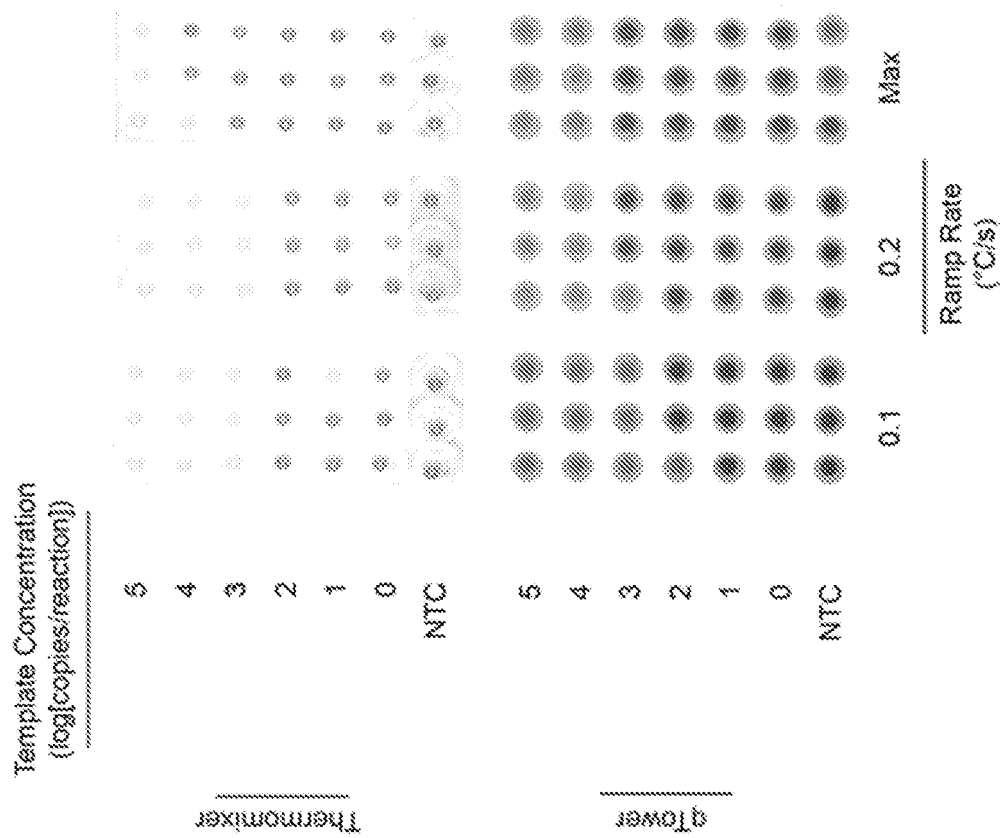 Template Concentration
(log[copies/reaction])
Thermomixer
5
4
3
2
1
0
NTC
qTower
5
4
3
2
1
0
NTC
0.1
0.2
Max
Ramp Rate
(°C/s)